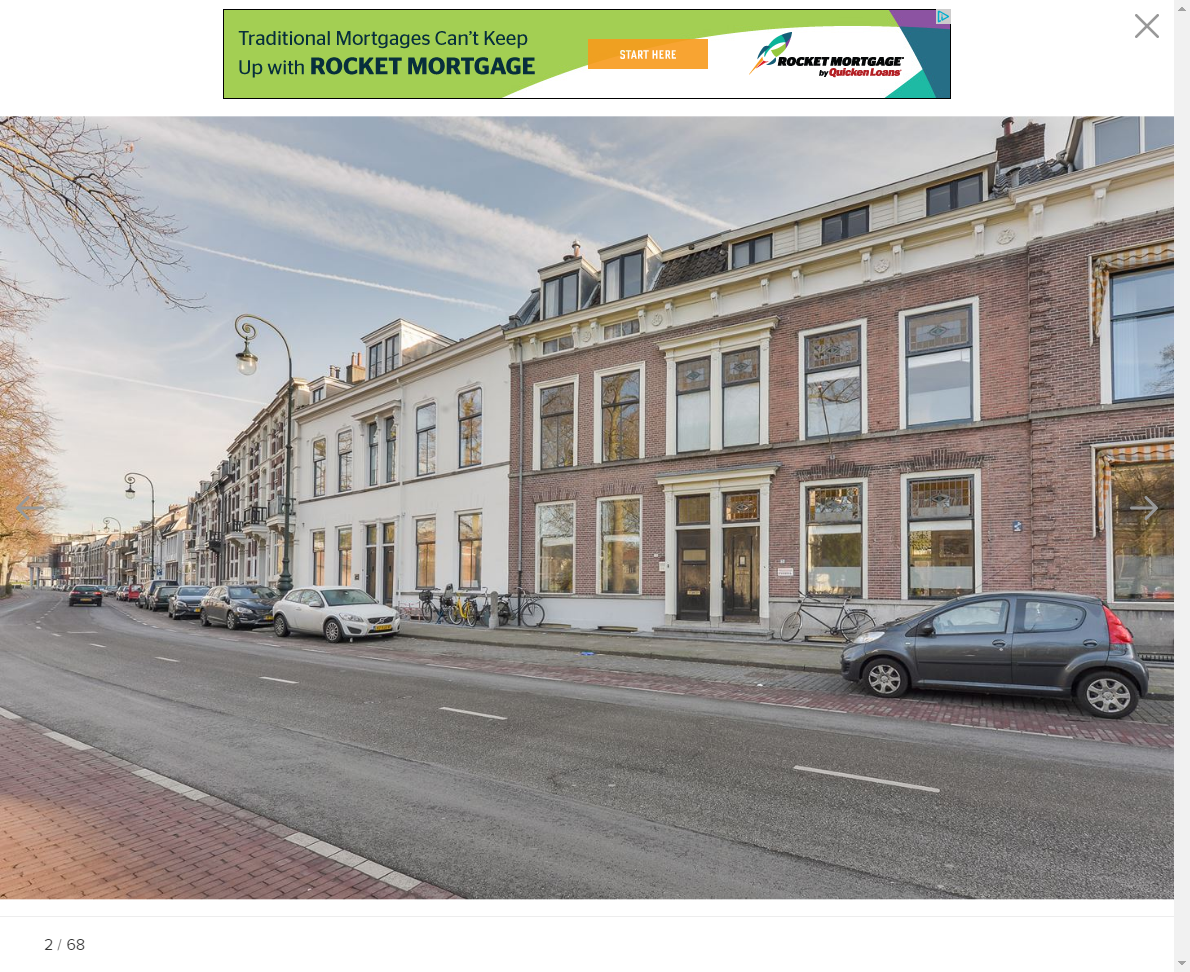 Traditional Mortgages Can't Keep
Up with ROCKET MORTGAGE
START HERE
ROCKET MORTGAGE
by Quicken Loans
2 / 68